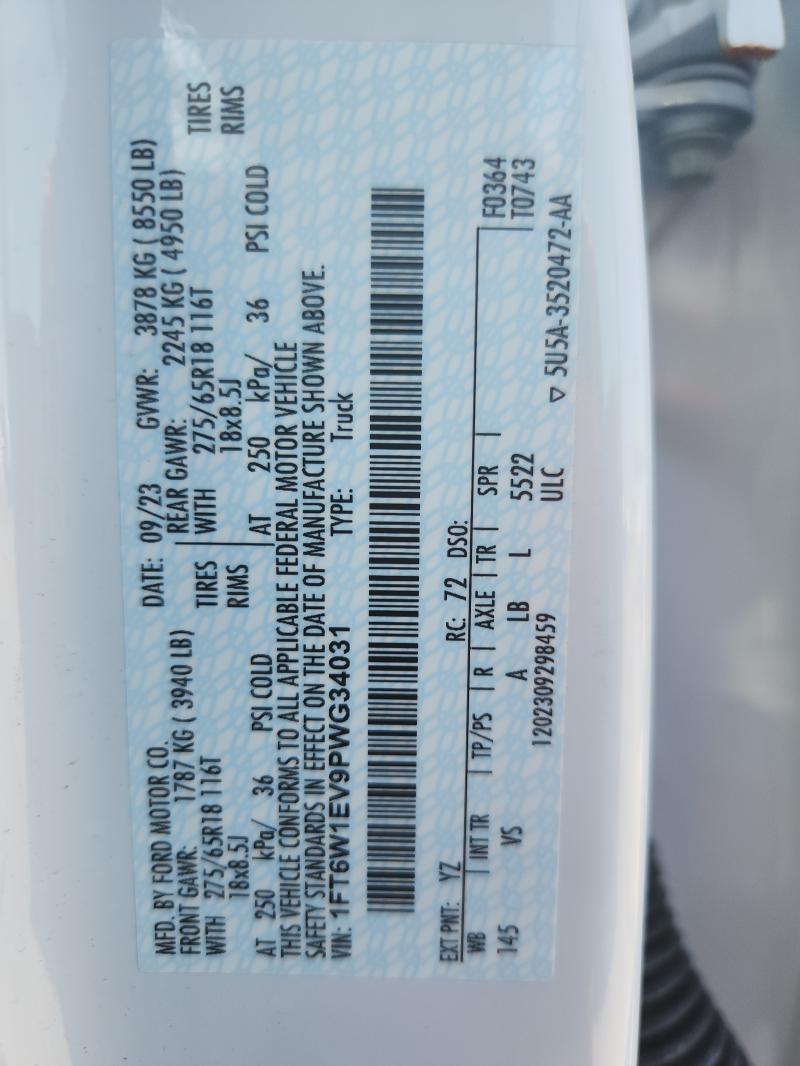 MFD. BY FORD MOTOR CO. DATE: 09/23 GVWR: 3878 KG ( 8550 LB)
FRONT GAWR: 1787 KG ( 3940 LB) REAR GAWR: 2245 KG ( 4950 LB)
WITH 275/65R18 116T TIRES WITH 275/65R18 116T TIRES
18x8.5J RIMS 18x8.5J RIMS
AT 250 kPa/ 36 PSI COLD AT 250 kPa/ 36 PSI COLD
THIS VEHICLE CONFORMS TO ALL APPLICABLE FEDERAL MOTOR VEHICLE
SAFETY STANDARDS IN EFFECT ON THE DATE OF MANUFACTURE SHOWN ABOVE.
VIN: 1FT6W1EV9PWG34031 TYPE: Truck
EXT PNT: YZ RC: 72 DSO: F0364
WB INT TR TP/PS R AXLE TR SPR T0743
145 VS A LB L 5522
1202309298459 ULC ▽ 5U5A-3520472-AA